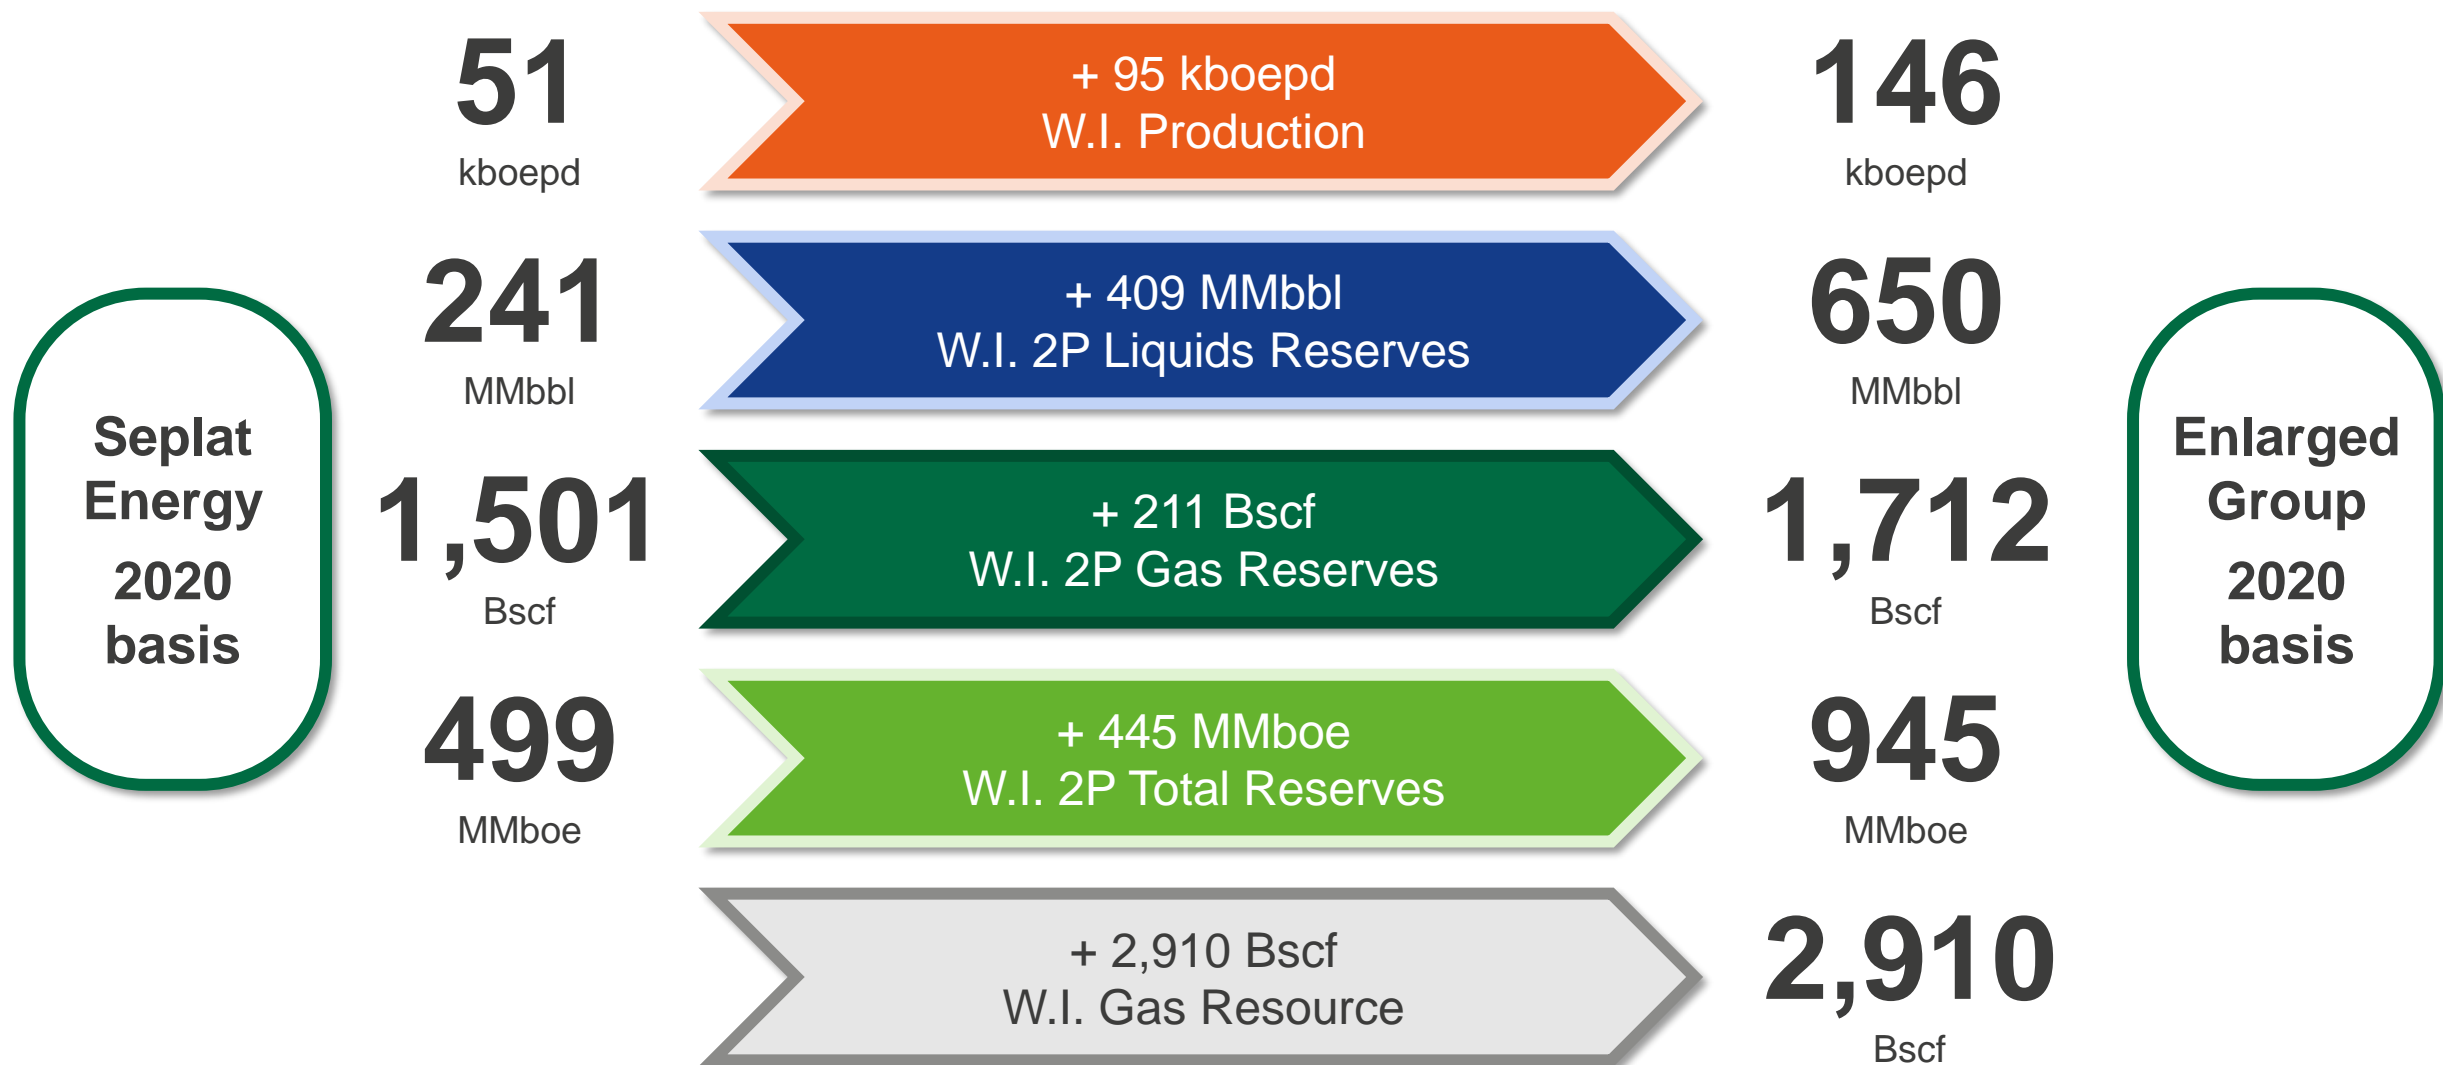 51
kboepd
+ 95 kboepd
W.I. Production
146
kboepd
241
MMbbl
+ 409 MMbbl
W.I. 2P Liquids Reserves
650
MMbbl
Seplat
Energy
2020
basis
1,501
Bscf
+ 211 Bscf
W.I. 2P Gas Reserves
1,712
Bscf
Enlarged
Group
2020
basis
499
MMboe
+ 445 MMboe
W.I. 2P Total Reserves
945
MMboe
+ 2,910 Bscf
W.I. Gas Resource
2,910
Bscf